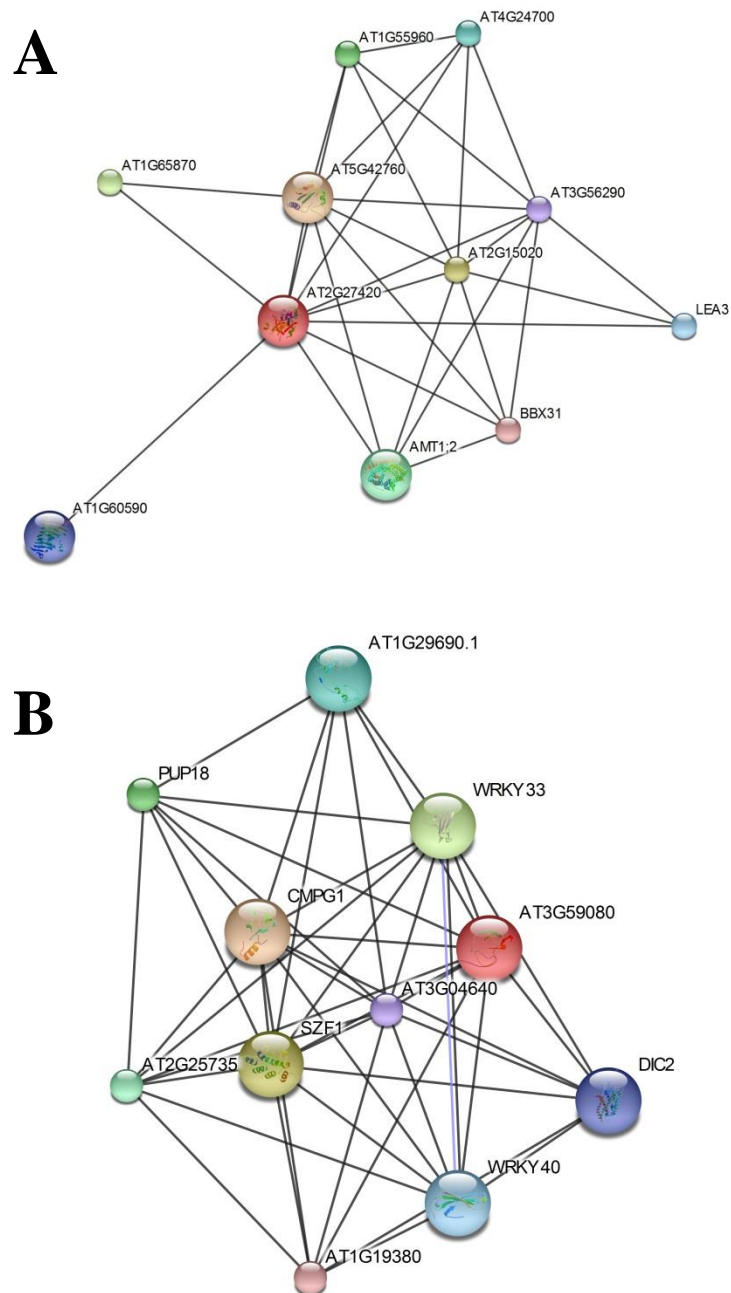 A
AT4G24700
AT1G55960
AT1G65870
AT5G42760
AT3G56290
AT2G15020
AT2G27420
LEA3
BBX31
AMT1;2
AT1G60590
B
AT1G29690.1
PUP18
WRKY33
CMPG1
AT3G59080
AT3G04640
SZF1
AT2G25735
DIC2
WRKY40
AT1G19380